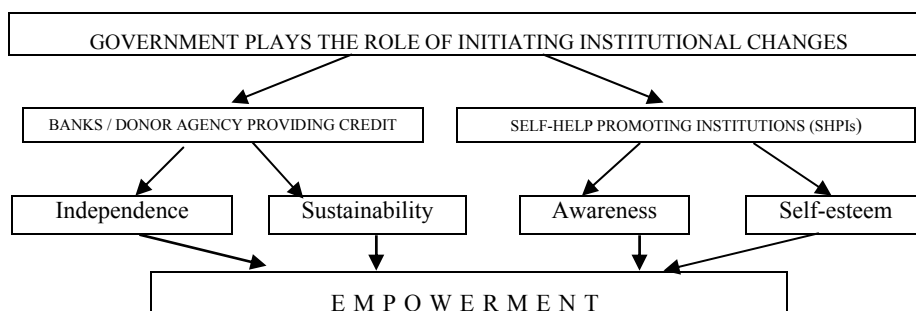 GOVERNMENT PLAYS THE ROLE OF INITIATING INSTITUTIONAL CHANGES
BANKS / DONOR AGENCY PROVIDING CREDIT
SELF-HELP PROMOTING INSTITUTIONS (SHPIs)
Independence
Sustainability
Awareness
Self-esteem
E M P O W E R M E N T